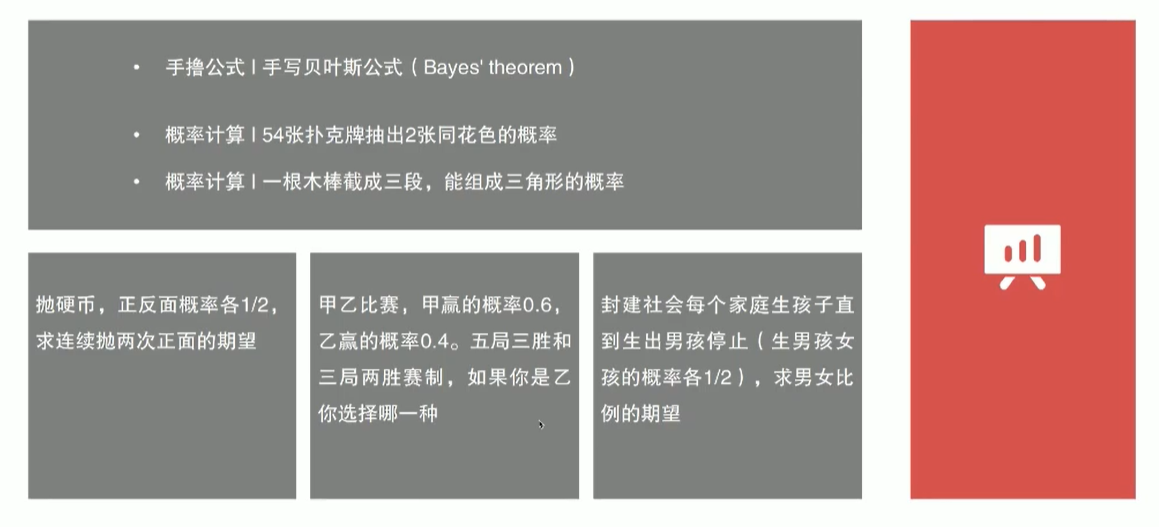 • 手撸公式 | 手写贝叶斯公式（Bayes' theorem）
• 概率计算 | 54张扑克牌抽出2张同花色的概率
• 概率计算 | 一根木棒截成三段，能组成三角形的概率
抛硬币，正反面概率各1/2，
求连续抛两次正面的期望
甲乙比赛，甲赢的概率0.6，
乙赢的概率0.4。五局三胜和
三局两胜赛制，如果你是乙
你选择哪一种
封建社会每个家庭生孩子直
到生出男孩停止（生男孩女
孩的概率各1/2），求男女比
例的期望